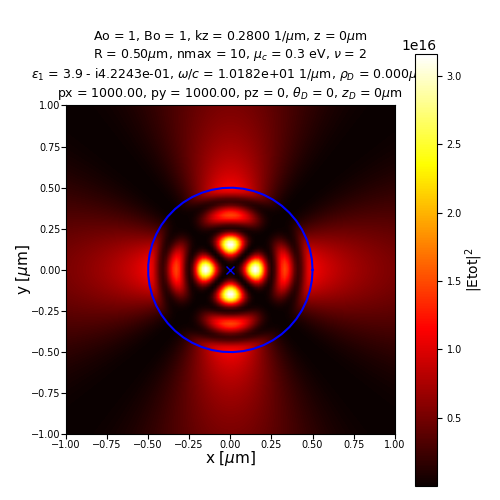 Ao = 1, Bo = 1, kz = 0.2800 1/μm, z = 0μm
R = 0.50μm, nmax = 10, μc = 0.3 eV, ν = 2
ε1 = 3.9 - i4.2243e-01, ω/c = 1.0182e+01 1/μm, ρD = 0.000μ
px = 1000.00, py = 1000.00, pz = 0, θD = 0, zD = 0μm
1e16
1.00
0.75
0.50
0.25
0.00
−0.25
−0.50
−0.75
−1.00
y [μm]
−1.00 −0.75 −0.50 −0.25 0.00 0.25 0.50 0.75 1.00
x [μm]
3.0
2.5
2.0
1.5
1.0
0.5
|Etot|²